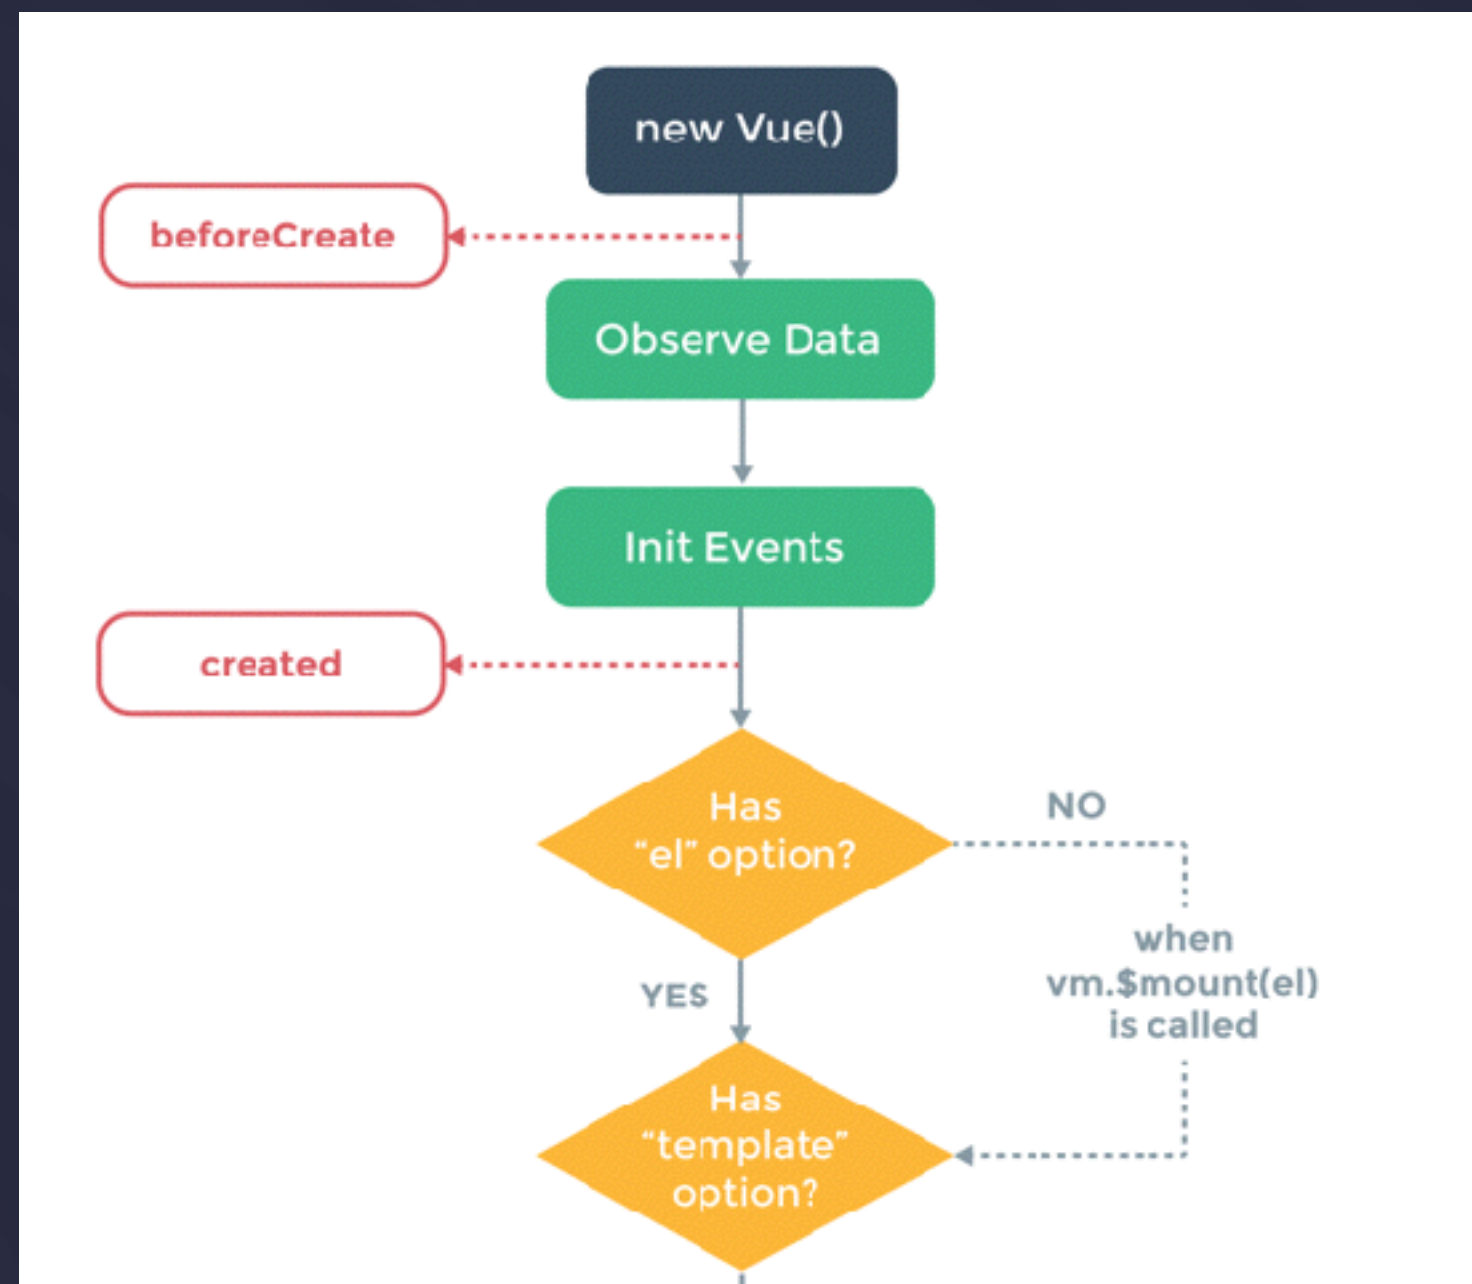 new Vue()
beforeCreate
Observe Data
Init Events
created
Has
“el” option?
NO
when
vm.$mount(el)
is called
YES
Has
“template”
option?